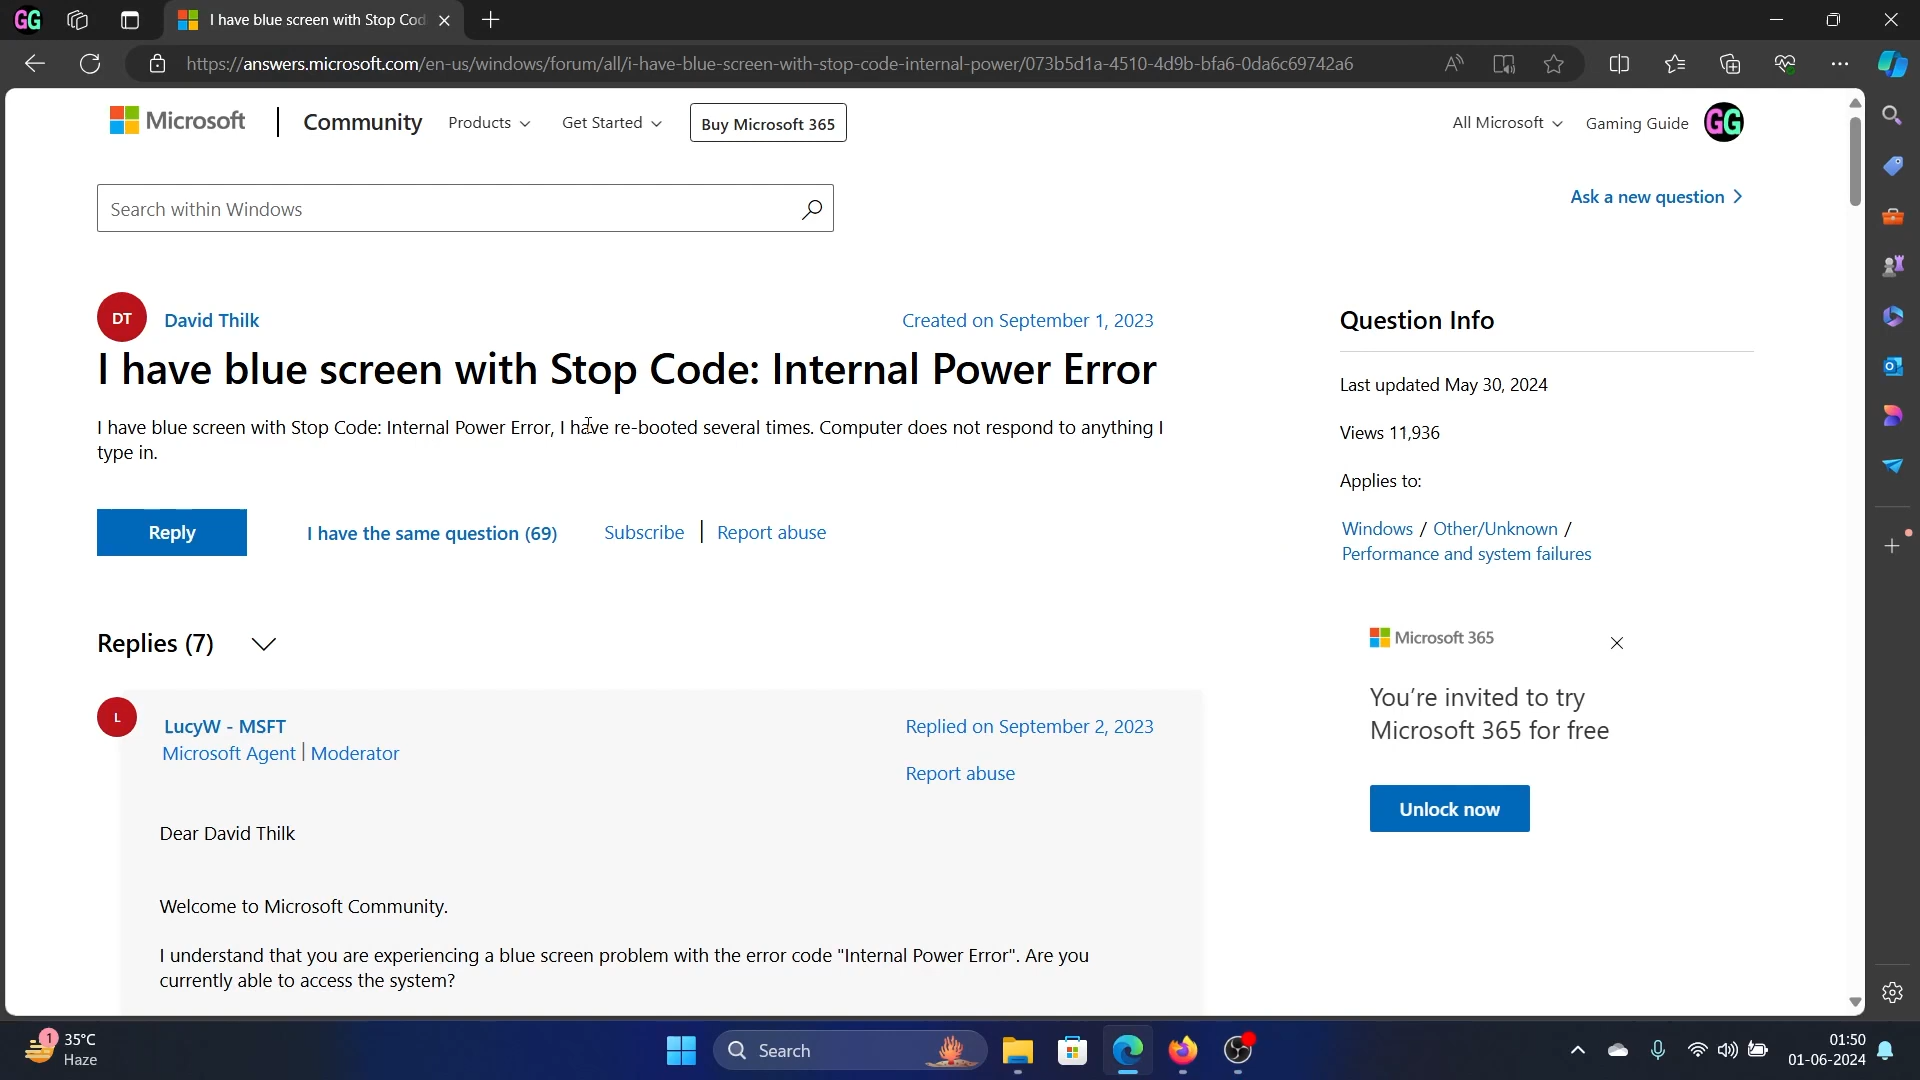 GG
I have blue screen with Stop Cod
https://answers.microsoft.com/en-us/windows/forum/all/i-have-blue-screen-with-stop-code-internal-power/073b5d1a-4510-4d9b-bfa6-0da6c69742a6
Microsoft
Community
Products
Get Started
Buy Microsoft 365
All Microsoft
Gaming Guide
GG
Search within Windows
Ask a new question
DT
David Thilk
Created on September 1, 2023
I have blue screen with Stop Code: Internal Power Error
I have blue screen with Stop Code: Internal Power Error, I have re-booted several times. Computer does not respond to anything I
type in.
Reply
I have the same question (69)
Subscribe
Report abuse
Question Info
Last updated May 30, 2024
Views 11,936
Applies to:
Windows / Other/Unknown /
Performance and system failures
Replies (7)
L
LucyW - MSFT
Microsoft Agent | Moderator
Replied on September 2, 2023
Report abuse
Dear David Thilk
Welcome to Microsoft Community.
I understand that you are experiencing a blue screen problem with the error code "Internal Power Error". Are you
currently able to access the system?
Microsoft 365
You're invited to try
Microsoft 365 for free
Unlock now
1
35°C
Haze
Search
01:50
01-06-2024